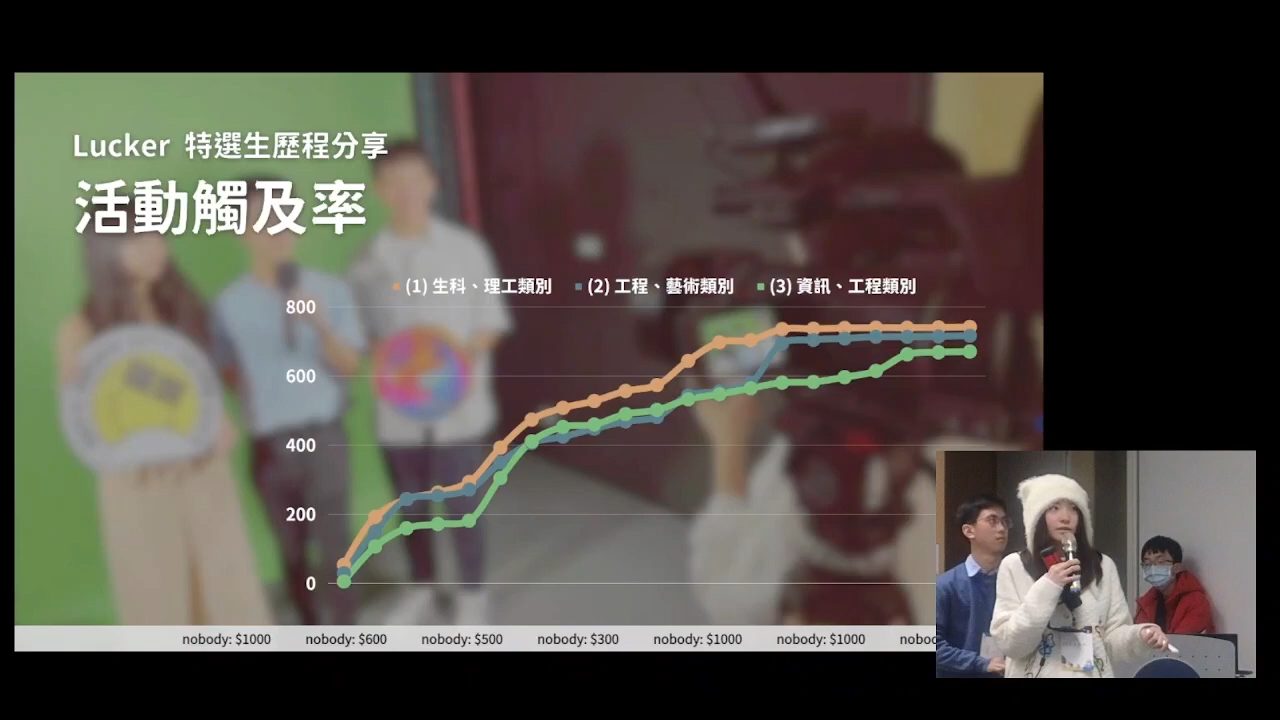 Lucker 特選生歷程分享
活動觸及率
(1) 生科、理工類別 (2) 工程、藝術類別 (3) 資訊、工程類別
800
600
400
200
0
nobody: $1000 nobody: $600 nobody: $500 nobody: $300 nobody: $1000 nobody: $1000